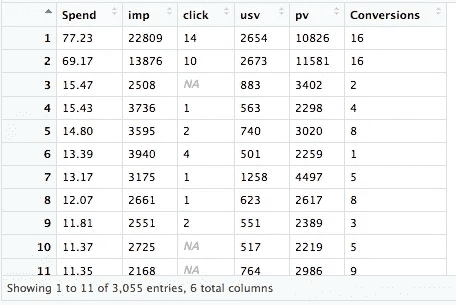 Spend imp click usv pv Conversions
1 77.23 22809 14 2654 10826 16
2 69.17 13876 10 2673 11581 16
3 15.47 2508 NA 883 3402 2
4 15.43 3736 1 563 2298 4
5 14.80 3595 2 740 3020 8
6 13.39 3940 4 501 2259 1
7 13.17 3175 1 1258 4497 5
8 12.07 2661 1 623 2617 8
9 11.81 2551 2 551 2389 3
10 11.37 2725 NA 517 2219 5
11 11.35 2168 NA 764 2986 9
Showing 1 to 11 of 3,055 entries, 6 total columns